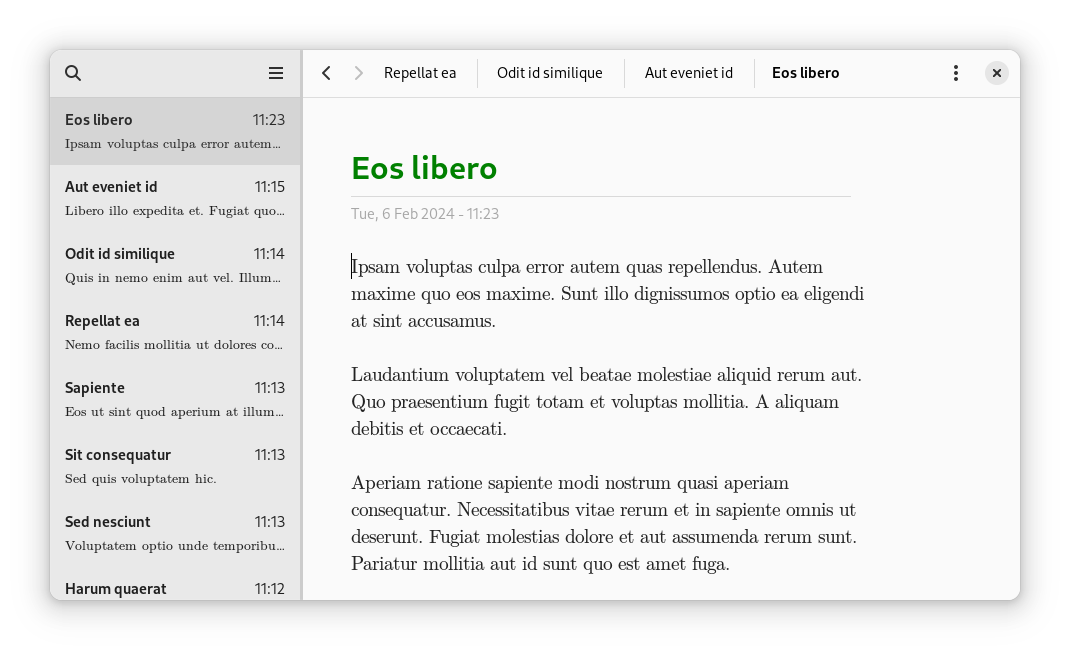 Eos libero 11:23
Ipsam voluptas culpa error autem…
Aut eveniet id 11:15
Libero illo expedita et. Fugiat quo…
Odit id similique 11:14
Quis in nemo enim aut vel. Illum…
Repellat ea 11:14
Nemo facilis mollitia ut dolores co…
Sapiente 11:13
Eos ut sint quod aperium at illum…
Sit consequatur 11:13
Sed quis voluptatem hic.
Sed nesciunt 11:13
Voluptatem optio unde temporibu…
Harum quaerat 11:12
Repellat ea Odit id similique Aut eveniet id Eos libero
Eos libero
Tue, 6 Feb 2024 - 11:23
Ipsam voluptas culpa error autem quas repellendus. Autem
maxime quo eos maxime. Sunt illo dignissumos optio ea eligendi
at sint accusamus.
Laudantium voluptatem vel beatae molestiae aliquid rerum aut.
Quo praesentium fugit totam et voluptas mollitia. A aliquam
debitis et occaecati.
Aperiam ratione sapiente modi nostrum quasi aperiam
consequatur. Necessitatibus vitae rerum et in sapiente omnis ut
deserunt. Fugiat molestias dolore et aut assumenda rerum sunt.
Pariatur mollitia aut id sunt quo est amet fuga.